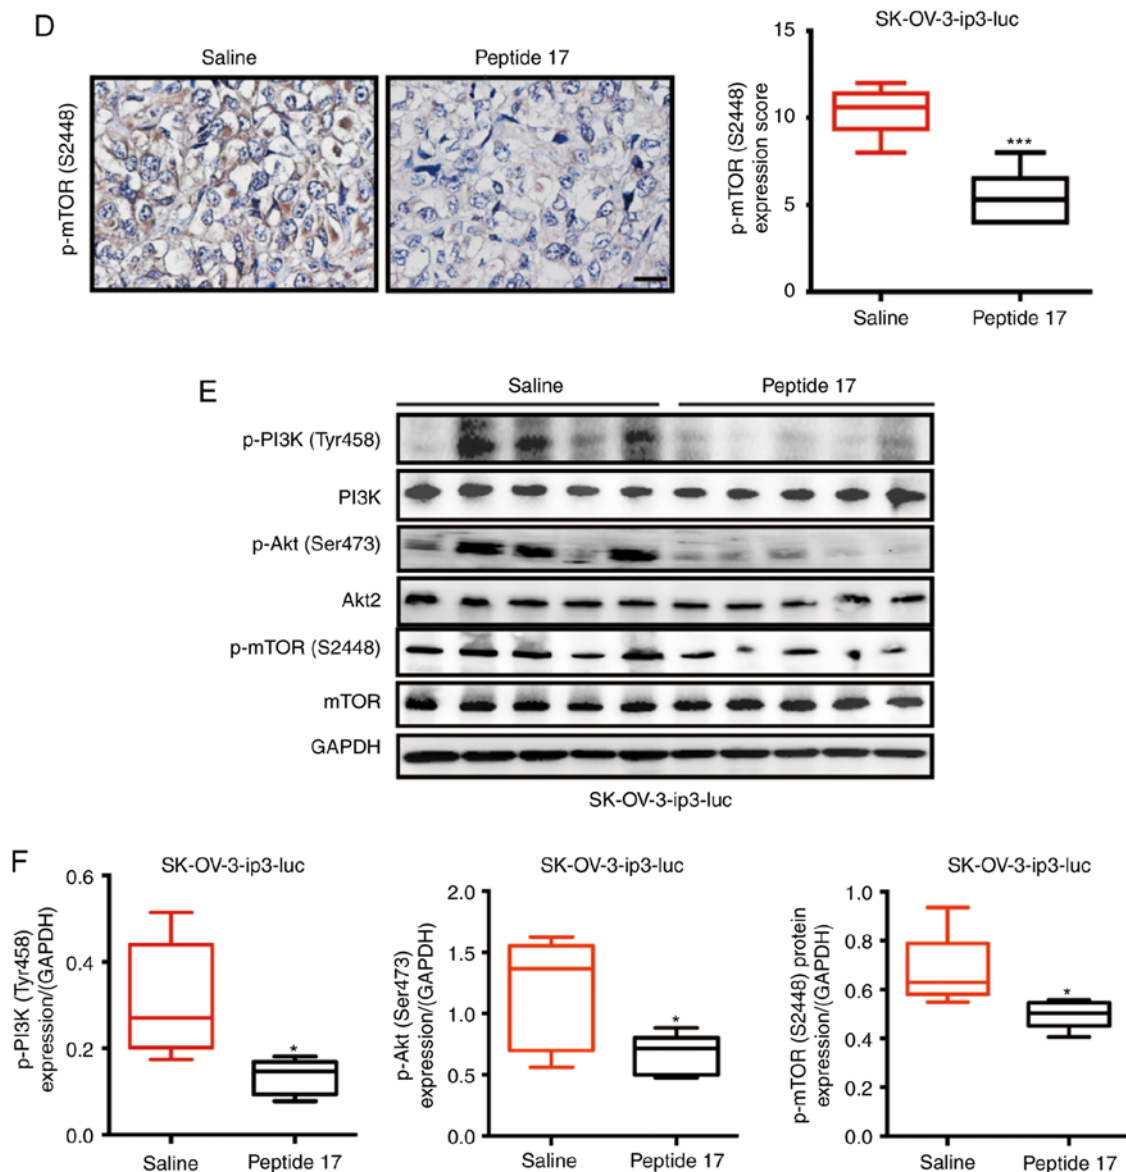 D
Saline
Peptide 17
p-mTOR (S2448)
SK-OV-3-ip3-luc
p-mTOR (S2448)
expression score
15
10
5
0
***
Saline
Peptide 17
E
Saline
Peptide 17
p-PI3K (Tyr458)
PI3K
p-Akt (Ser473)
Akt2
p-mTOR (S2448)
mTOR
GAPDH
SK-OV-3-ip3-luc
F
SK-OV-3-ip3-luc
p-PI3K (Tyr458)
expression/(GAPDH)
0.6
0.4
0.2
0.0
*
Saline
Peptide 17
SK-OV-3-ip3-luc
p-Akt (Ser473)
expression/(GAPDH)
2.0
1.5
1.0
0.5
0.0
*
Saline
Peptide 17
SK-OV-3-ip3-luc
p-mTOR (S2448) protein
expression/(GAPDH)
1.0
0.8
0.6
0.4
0.2
0.0
*
Saline
Peptide 17